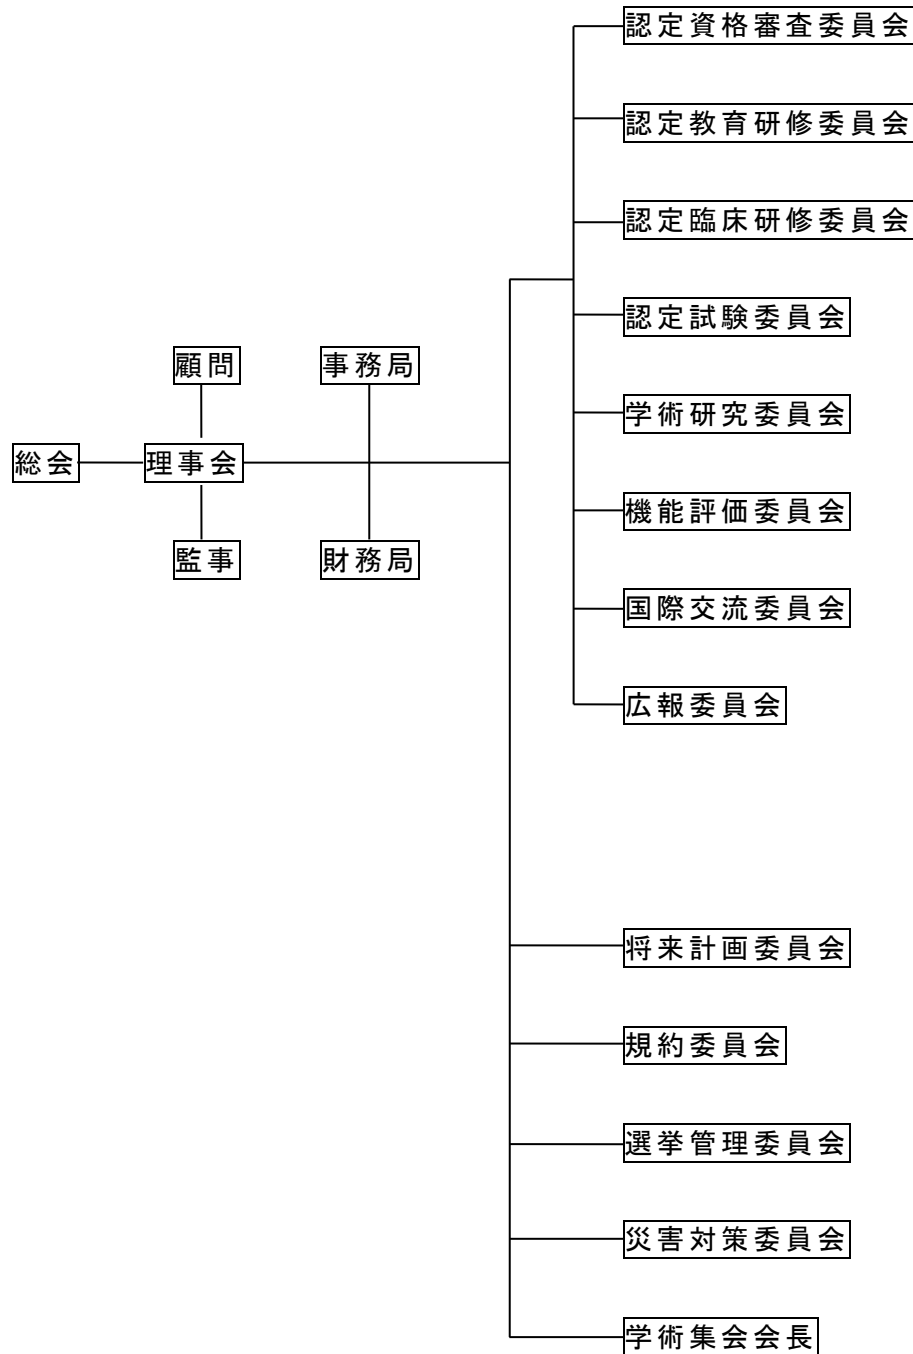 総会
顧問
理事会
監事
事務局
財務局
認定資格審査委員会
認定教育研修委員会
認定臨床研修委員会
認定試験委員会
学術研究委員会
機能評価委員会
国際交流委員会
広報委員会
将来計画委員会
規約委員会
選挙管理委員会
災害対策委員会
学術集会会長